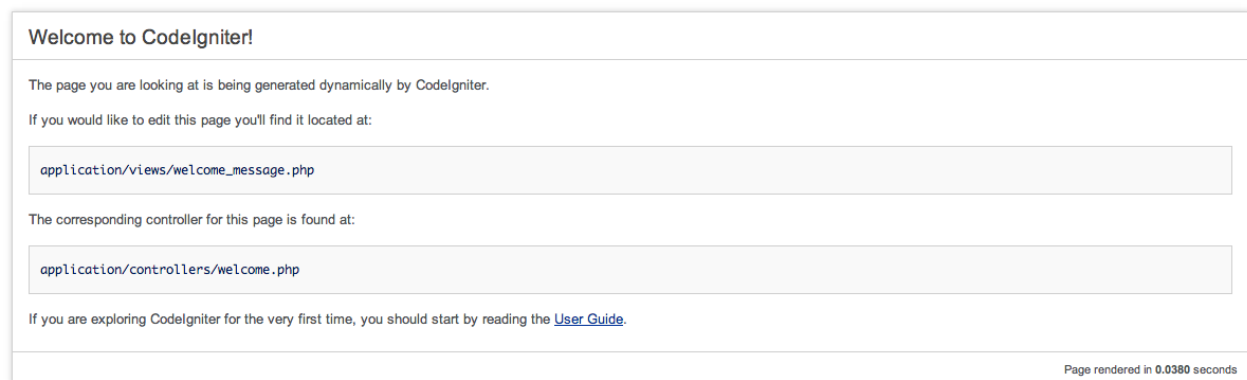 Welcome to CodeIgniter!
The page you are looking at is being generated dynamically by CodeIgniter.
If you would like to edit this page you'll find it located at:
application/views/welcome_message.php
The corresponding controller for this page is found at:
application/controllers/welcome.php
If you are exploring CodeIgniter for the very first time, you should start by reading the User Guide.
Page rendered in 0.0380 seconds